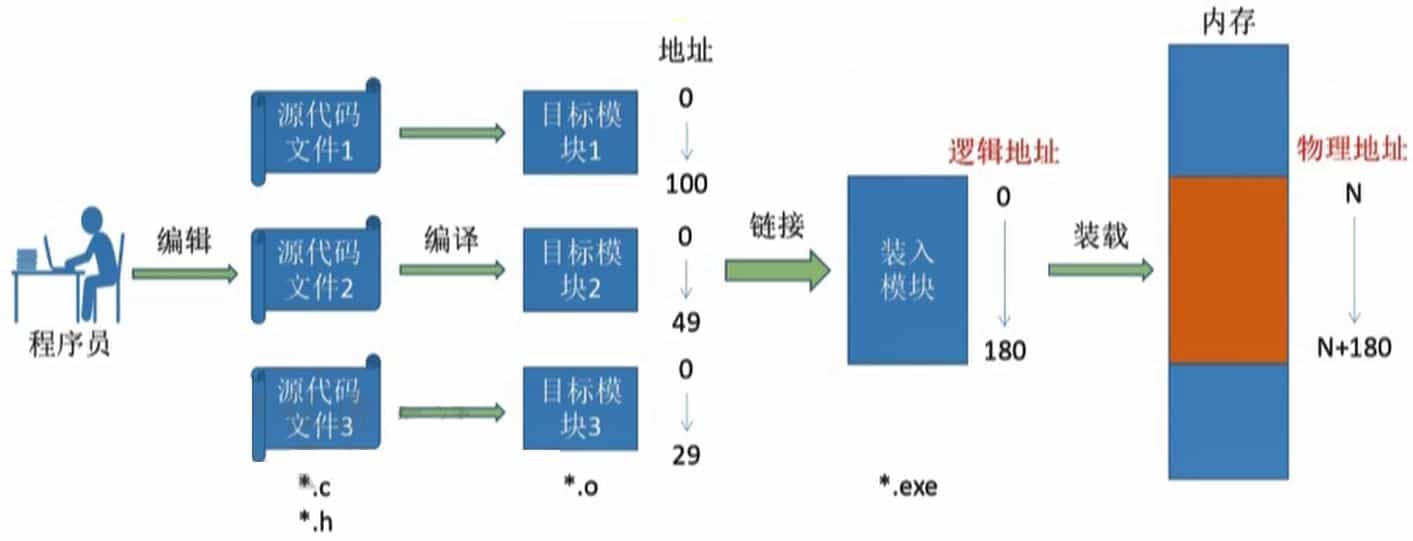 程序员
编辑
源代码
文件1
源代码
文件2
源代码
文件3
*.c
*.h
编译
目标模
块1
目标模
块2
目标模
块3
*.o
地址
0
100
0
49
0
29
链接
装入
模块
*.exe
逻辑地址
0
180
装载
内存
物理地址
N
N+180